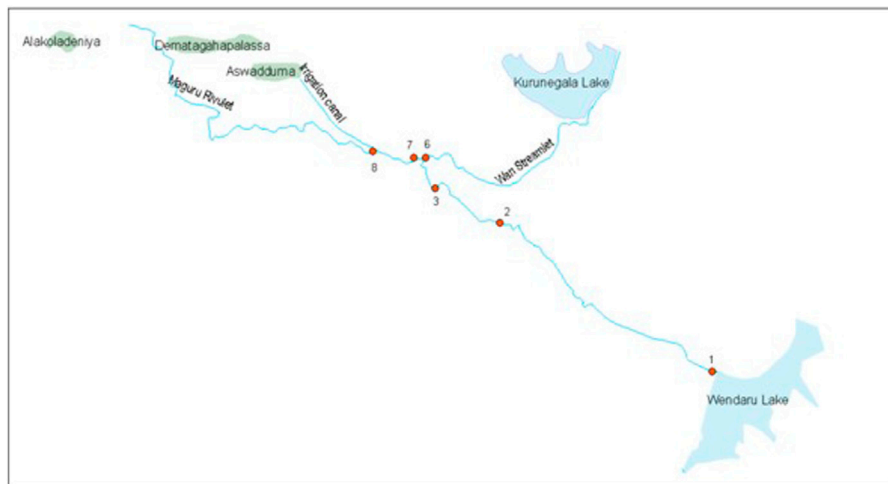 Alakoladeniya
Dematagahapalassa
Aswadduma
Irrigation canal
Maguru Rivulet
Kurunegala Lake
Wan Streamlet
7
6
8
3
2
1
Wendaru Lake